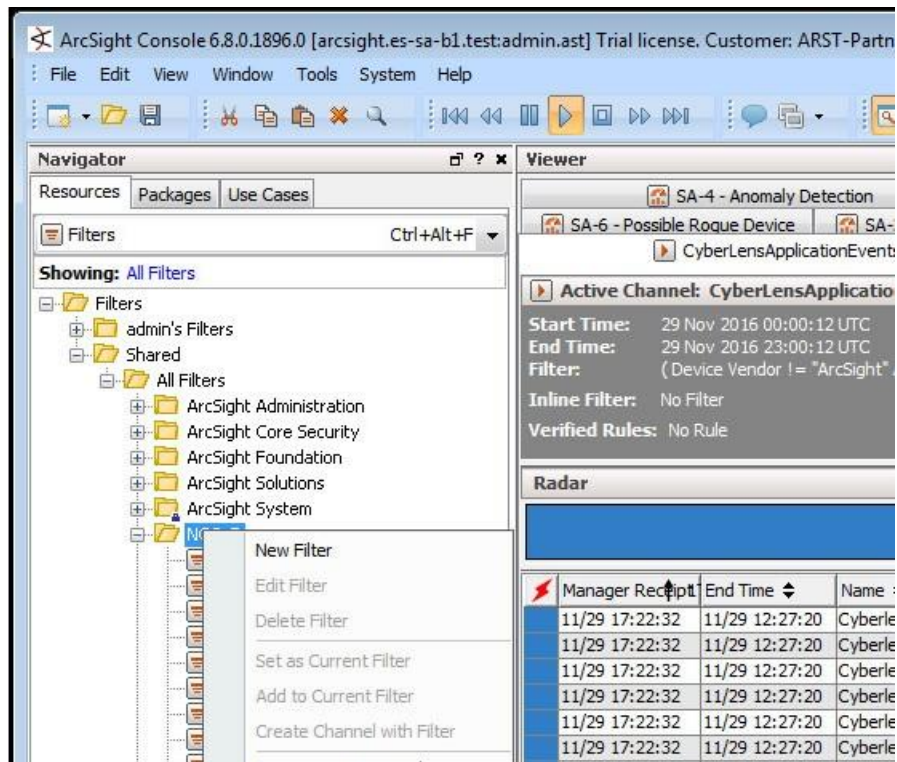 ArcSight Console 6.8.0.1896.0 [arcsight.es-sa-b1.test:admin.ast] Trial license. Customer: ARST-Partn
File Edit View Window Tools System Help
Navigator
Resources Packages Use Cases
Filters Ctrl+Alt+F
Showing: All Filters
Filters
admin's Filters
Shared
All Filters
ArcSight Administration
ArcSight Core Security
ArcSight Foundation
ArcSight Solutions
ArcSight System
New Filter
Edit Filter
Delete Filter
Set as Current Filter
Add to Current Filter
Create Channel with Filter
Viewer
SA-4 - Anomaly Detection
SA-6 - Possible Rogue Device SA-
CyberLensApplicationEvents
Active Channel: CyberLensApplicatio
Start Time: 29 Nov 2016 00:00:12 UTC
End Time: 29 Nov 2016 23:00:12 UTC
Filter: ( Device Vendor != "ArcSight"
Inline Filter: No Filter
Verified Rules: No Rule
Radar
Manager Receipt End Time Name
11/29 17:22:32 11/29 12:27:20 Cyberle
11/29 17:22:32 11/29 12:27:20 Cyberle
11/29 17:22:32 11/29 12:27:20 Cyberle
11/29 17:22:32 11/29 12:27:20 Cyberle
11/29 17:22:32 11/29 12:27:20 Cyberle
11/29 17:22:32 11/29 12:27:20 Cyberle